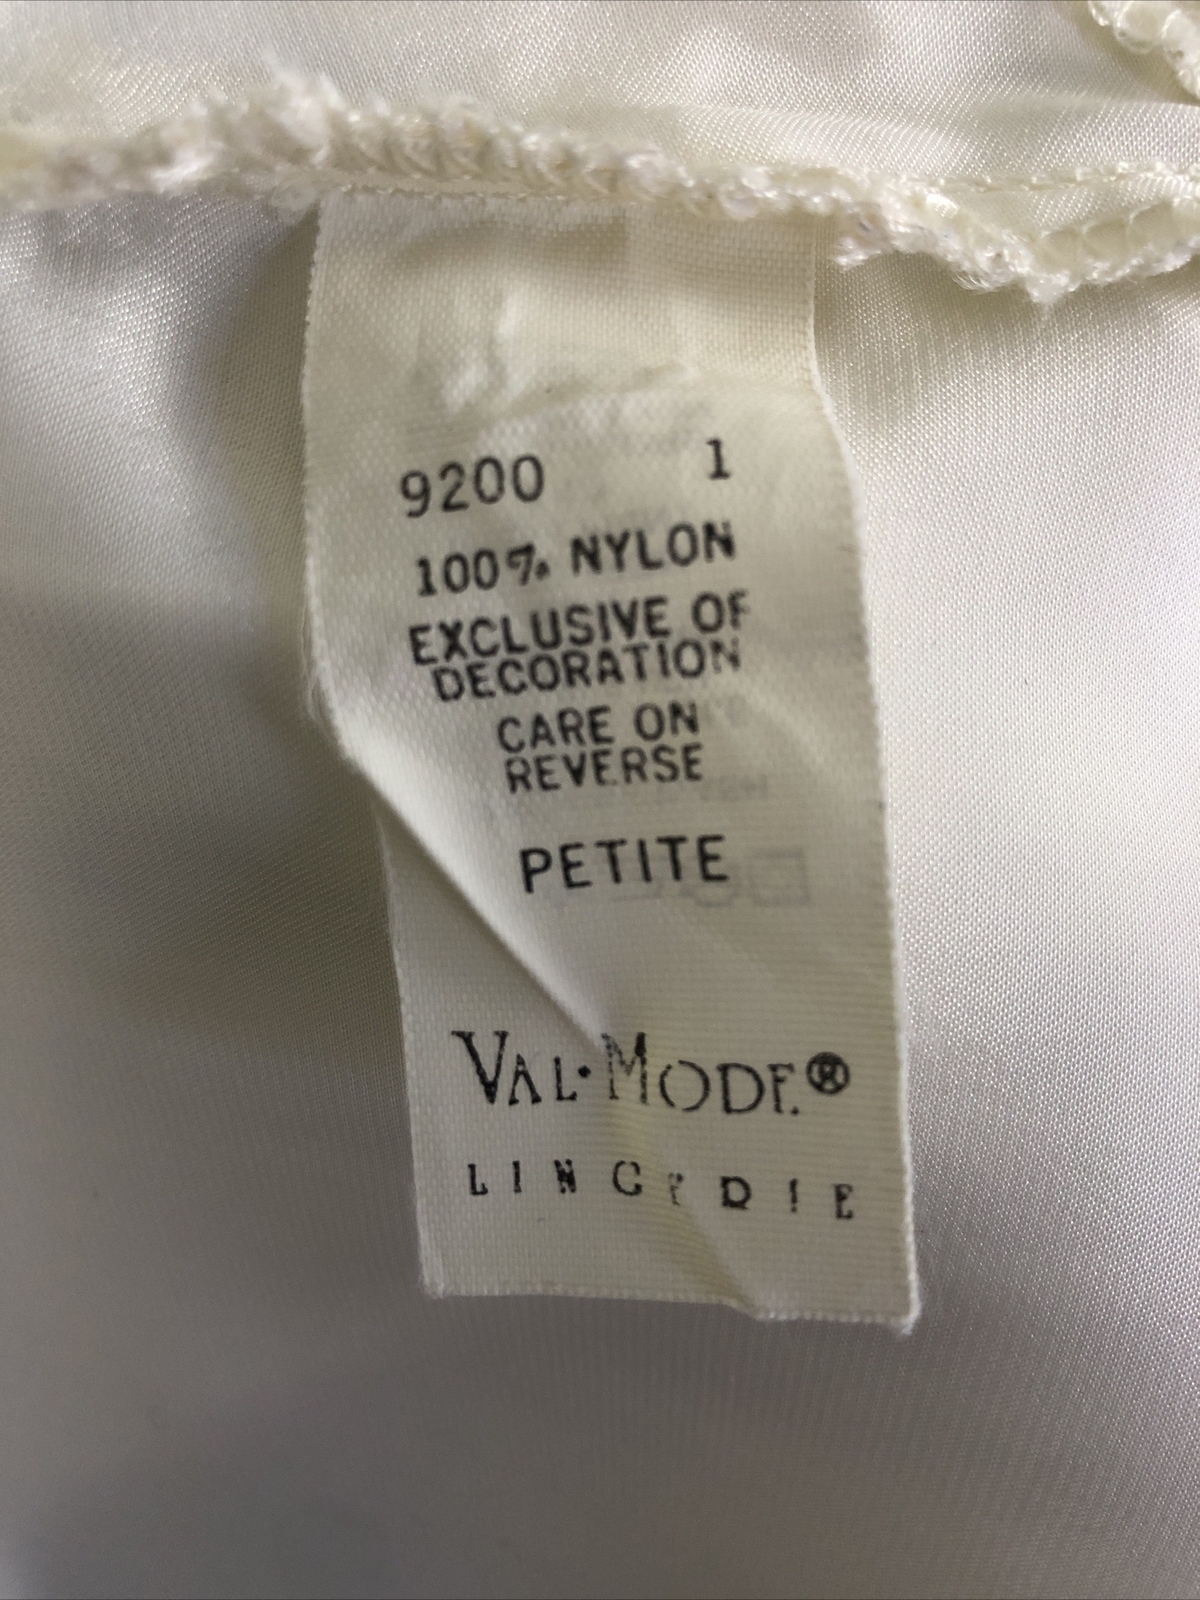 9200 1
100% NYLON
EXCLUSIVE OF
DECORATION
CARE ON
REVERSE
PETITE
VAL·MODE®
LINGERIE